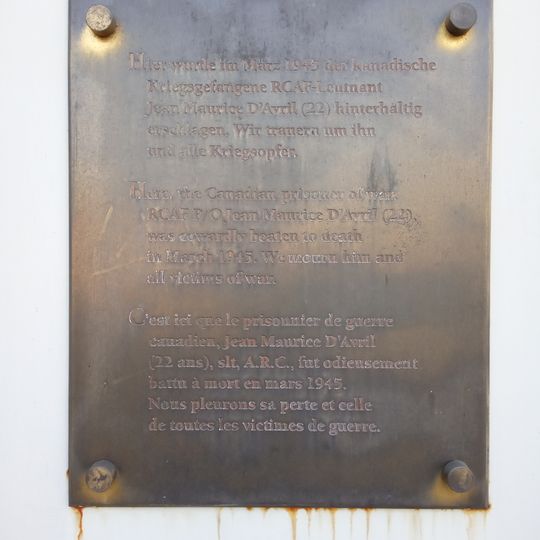 Hier wurde im März 1945 der kanadische
Kriegsgefangene RCAF-Leutnant
Jean Maurice D'Avril (22) hinterhältig
erschlagen. Wir trauern um ihn
und alle Kriegsopfer.
Here, the Canadian prisoner of war
RCAF P/O Jean Maurice D'Avril (22),
was cowardly beaten to death
in March 1945. We mourn him and
all victims of war.
C'est ici que le prisonnier de guerre
canadien, Jean Maurice D'Avril
(22 ans), slt, A.R.C., fut odieusement
battu à mort en mars 1945.
Nous pleurons sa perte et celle
de toutes les victimes de guerre.